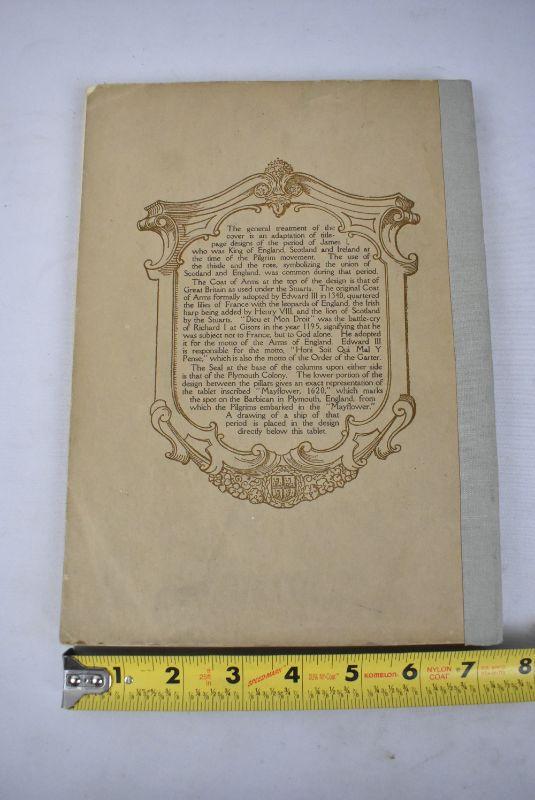 The general treatment of the
cover is an adaptation of title-
page designs of the period of James I,
who was King of England, Scotland and Ireland at
the time of the Pilgrim movement. The use of
the thistle and the rose, symbolizing the union of
Scotland and England, was common during that period.
The Coat of Arms at the top of the design is that of
Great Britain as used under the Stuarts. The original Coat
of Arms formally adopted by Edward III in 1340, quartered
the lilies of France with the leopards of England, the Irish
harp being added by Henry VIII, and the lion of Scotland
by the Stuarts. "Dieu et Mon Droit" was the battle-cry
of Richard I at Gisors in the year 1195, signifying that he
was subject not to France, but to God alone. He adopted
it for the motto of the Arms of England. Edward III
is responsible for the motto, "Honi Soit Qui Mal Y
Pense," which is also the motto of the Order of the Garter.
The Seal at the base of the columns upon either side
is that of the Plymouth Colony. The lower portion of the
design between the pillars gives an exact representation of
the tablet inscribed "Mayflower, 1620," which marks
the spot on the Barbican in Plymouth, England, from
which the Pilgrims embarked in the "Mayflower."
A drawing of a ship of that
period is placed in the design
directly below this tablet.
1 2 3 4 5 6 7 8
25ft SPEED MARK KOMELON NYLON
COAT